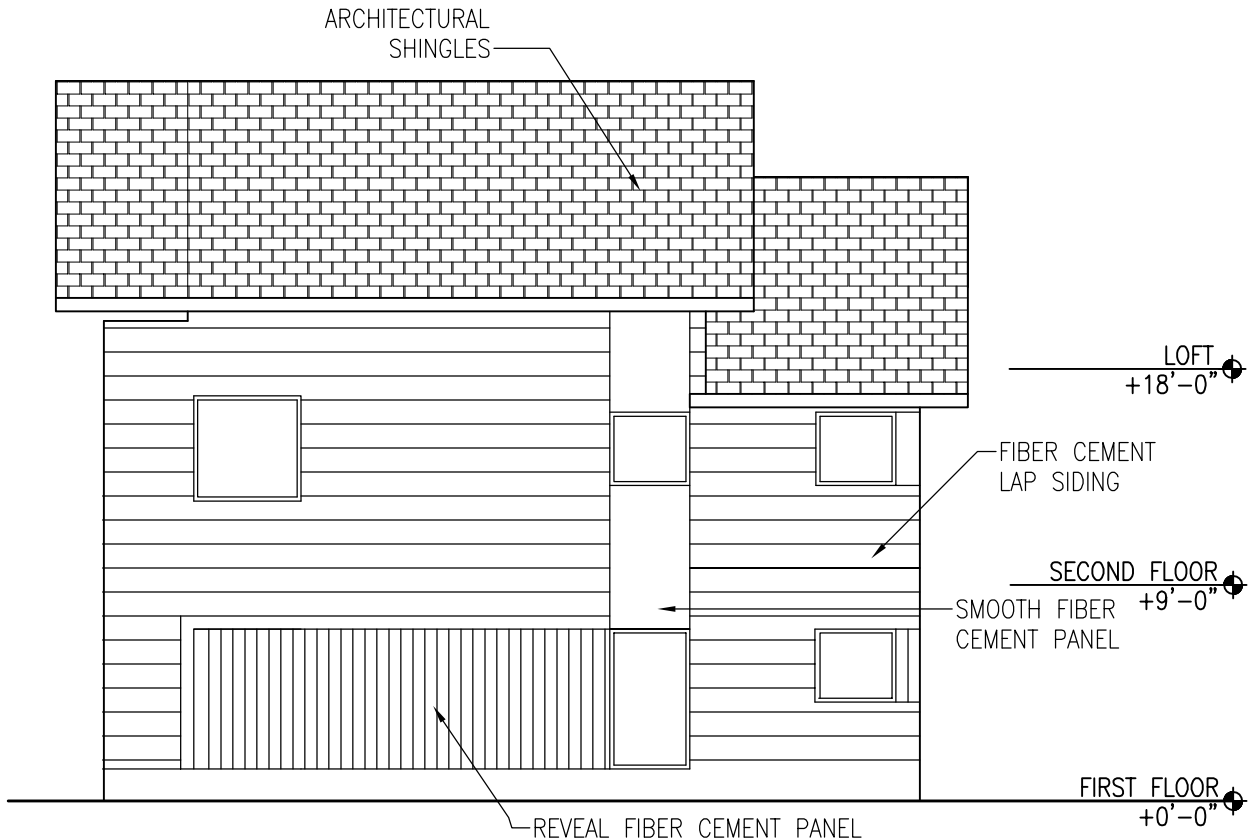 ARCHITECTURAL
SHINGLES
LOFT
+18'-0"
FIBER CEMENT
LAP SIDING
SECOND FLOOR
+9'-0"
SMOOTH FIBER
CEMENT PANEL
FIRST FLOOR
+0'-0"
REVEAL FIBER CEMENT PANEL